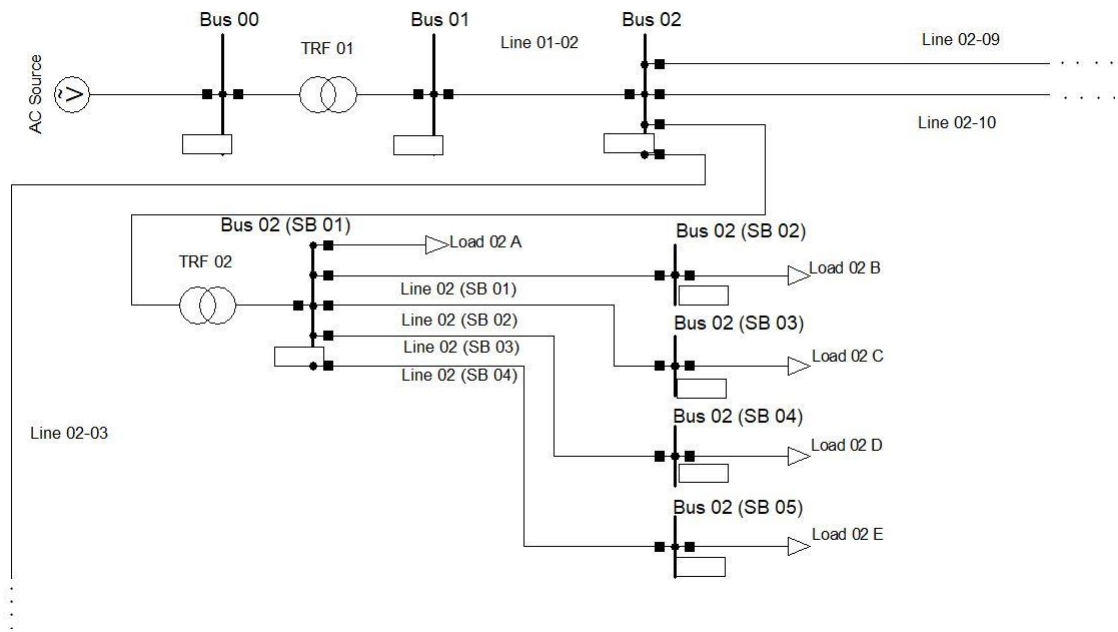 Bus 00
Bus 01
Bus 02
TRF 01
Line 01-02
Line 02-09
AC Source
V
Line 02-10
Bus 02 (SB 01)
Load 02 A
Bus 02 (SB 02)
TRF 02
Load 02 B
Line 02 (SB 01)
Line 02 (SB 02)
Bus 02 (SB 03)
Line 02 (SB 03)
Load 02 C
Line 02 (SB 04)
Bus 02 (SB 04)
Line 02-03
Load 02 D
Bus 02 (SB 05)
Load 02 E